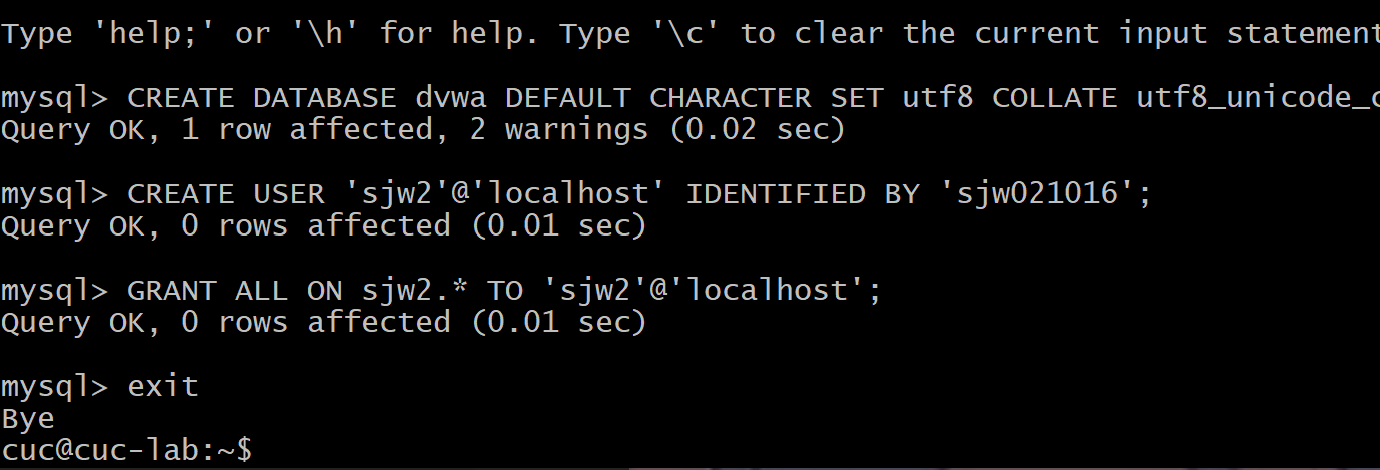 Type 'help;' or '\h' for help. Type '\c' to clear the current input statement
mysql> CREATE DATABASE dvwa DEFAULT CHARACTER SET utf8 COLLATE utf8_unicode_c
Query OK, 1 row affected, 2 warnings (0.02 sec)
mysql> CREATE USER 'sjw2'@'localhost' IDENTIFIED BY 'sjw021016';
Query OK, 0 rows affected (0.01 sec)
mysql> GRANT ALL ON sjw2.* TO 'sjw2'@'localhost';
Query OK, 0 rows affected (0.01 sec)
mysql> exit
Bye
cuc@cuc-lab:~$